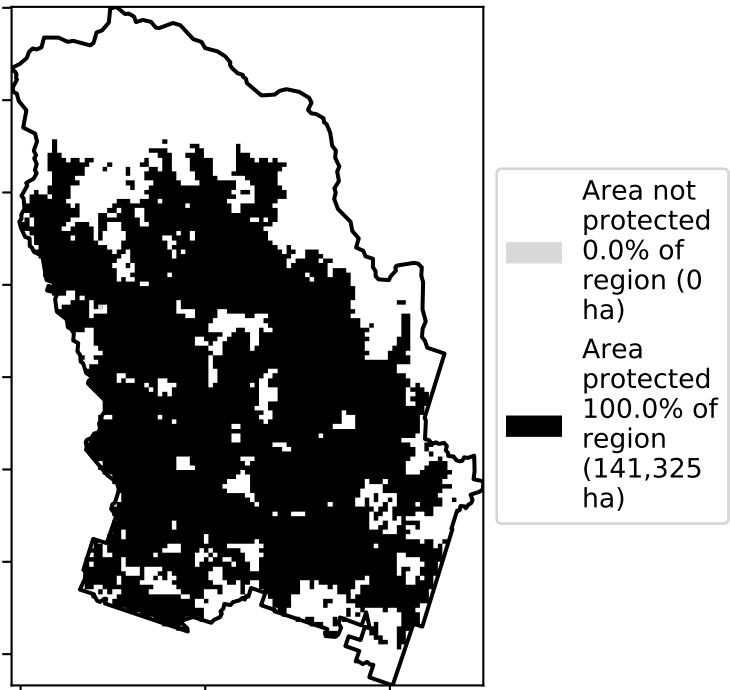 Area not
protected
0.0% of
region (0
ha)
Area
protected
100.0% of
region
(141,325
ha)